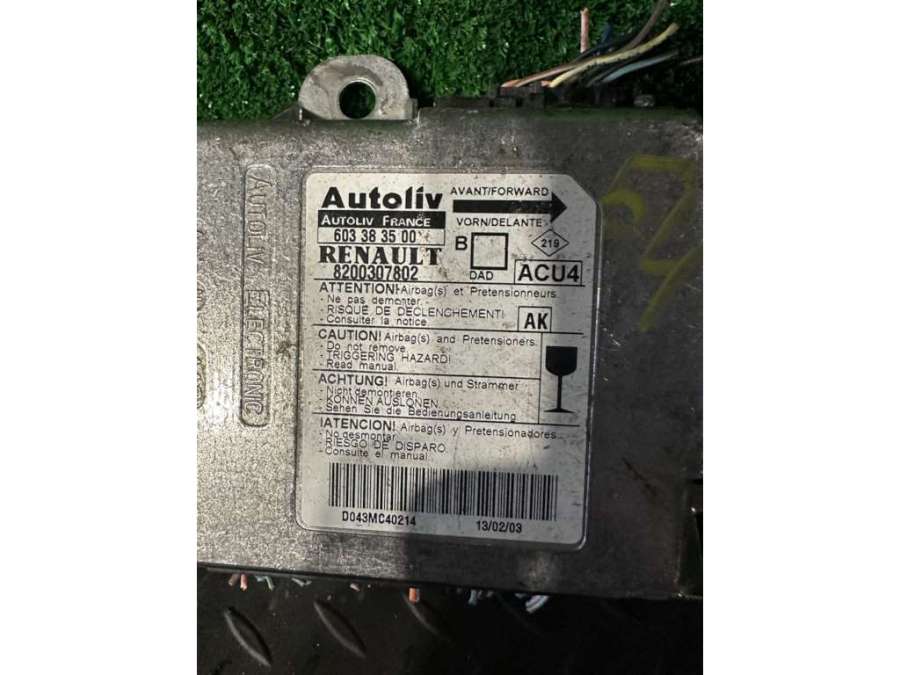 AUTOLIV ELECTRONIC
Autoliv
AUTOLIV FRANCE
603 38 35 00
RENAULT
8200307802
AVANT/FORWARD
VORN/DELANTE
B
DAD
219
ACU4
ATTENTION! Airbag(s) et Pretensionneurs
- Ne pas demonter.
- RISQUE DE DECLENCHEMENT!
- Consulter la notice.
AK
CAUTION! Airbag(s) and Pretensioners.
- Do not remove
- TRIGGERING HAZARD!
- Read manual.
ACHTUNG! Airbag(s) und Strammer
- Nicht demontieren.
- KONNEN AUSLONEN.
- Sehen Sie die Bedienungsanleitung
!ATENCION! Airbag(s) y Pretensionadores
- No desmontar
- RIESGO DE DISPARO.
- Consulte el manual.
D043MC40214
13/02/03